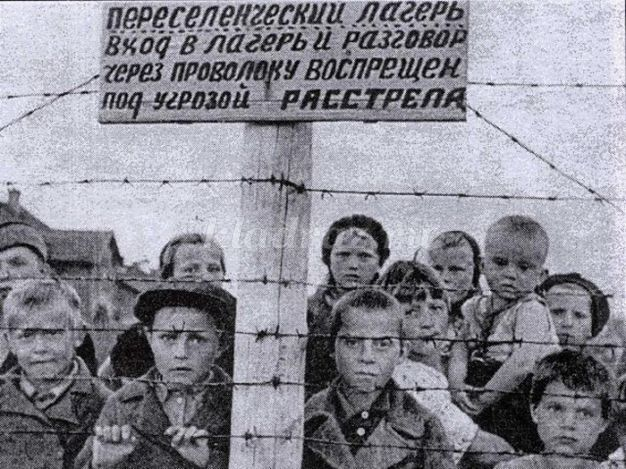 ПЕРЕСЕЛЕНЧЕСКИЙ ЛАГЕРЬ
ВХОД В ЛАГЕРЬ И РАЗГОВОР
ЧЕРЕЗ ПРОВОЛОКУ ВОСПРЕЩЕН
ПОД УГРОЗОЙ РАССТРЕЛА